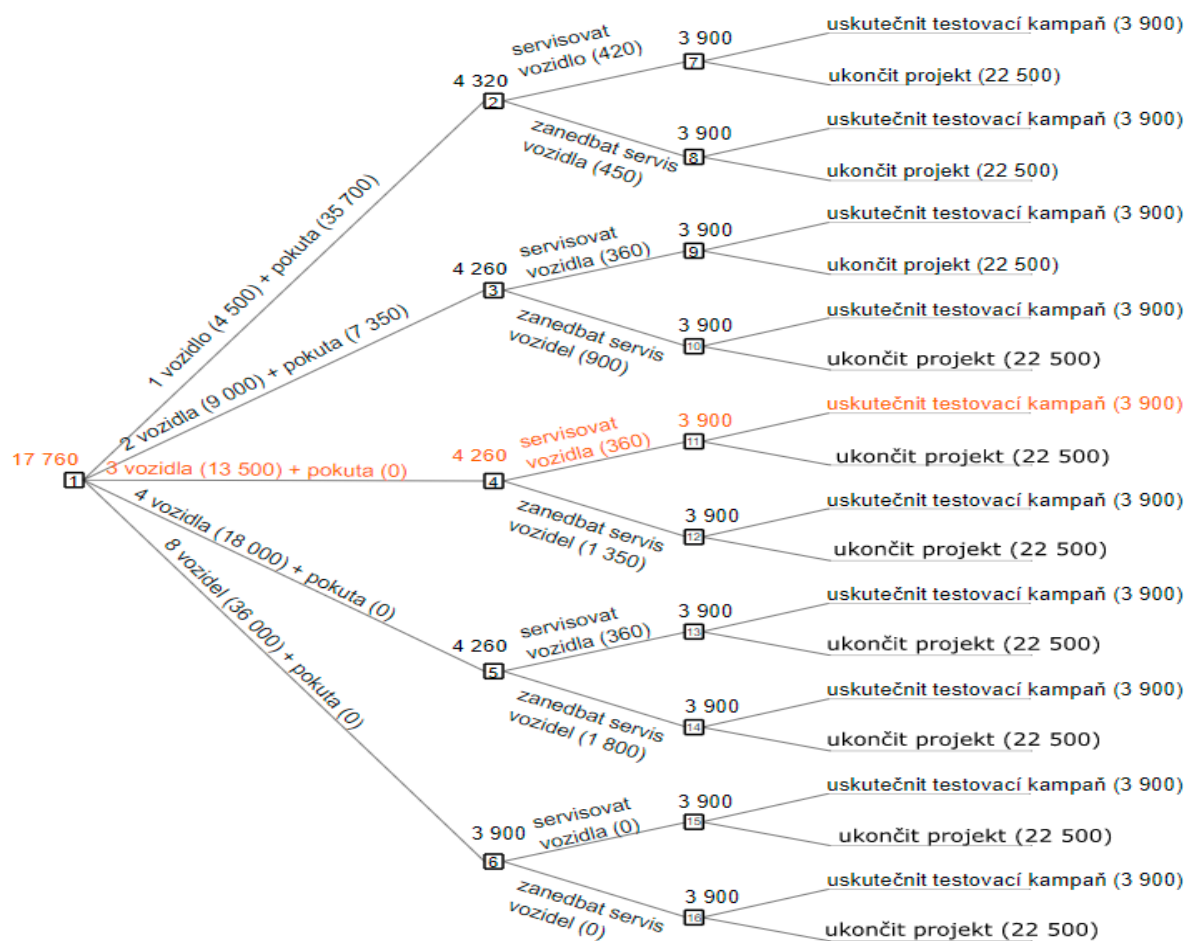 uskutečnit testovací kampaň (3 900)
servisovat
vozidlo (420)
3 900
7
ukončit projekt (22 500)
4 320
2
uskutečnit testovací kampaň (3 900)
zanedbat servis
vozidla (450)
3 900
8
ukončit projekt (22 500)
1 vozidlo (4 500) + pokuta (35 700)
uskutečnit testovací kampaň (3 900)
servisovat
vozidla (360)
3 900
9
ukončit projekt (22 500)
4 260
3
uskutečnit testovací kampaň (3 900)
zanedbat servis
vozidel (900)
3 900
10
ukončit projekt (22 500)
2 vozidla (9 000) + pokuta (7 350)
uskutečnit testovací kampaň (3 900)
servisovat
vozidla (360)
3 900
11
ukončit projekt (22 500)
17 760
1
3 vozidla (13 500) + pokuta (0)
4 260
4
uskutečnit testovací kampaň (3 900)
zanedbat servis
vozidel (1 350)
3 900
12
ukončit projekt (22 500)
4 vozidla (18 000) + pokuta (0)
uskutečnit testovací kampaň (3 900)
servisovat
vozidla (360)
3 900
13
ukončit projekt (22 500)
4 260
5
uskutečnit testovací kampaň (3 900)
zanedbat servis
vozidel (1 800)
3 900
14
ukončit projekt (22 500)
8 vozidel (36 000) + pokuta (0)
uskutečnit testovací kampaň (3 900)
servisovat
vozidla (0)
3 900
15
ukončit projekt (22 500)
3 900
6
uskutečnit testovací kampaň (3 900)
zanedbat servis
vozidel (0)
3 900
16
ukončit projekt (22 500)